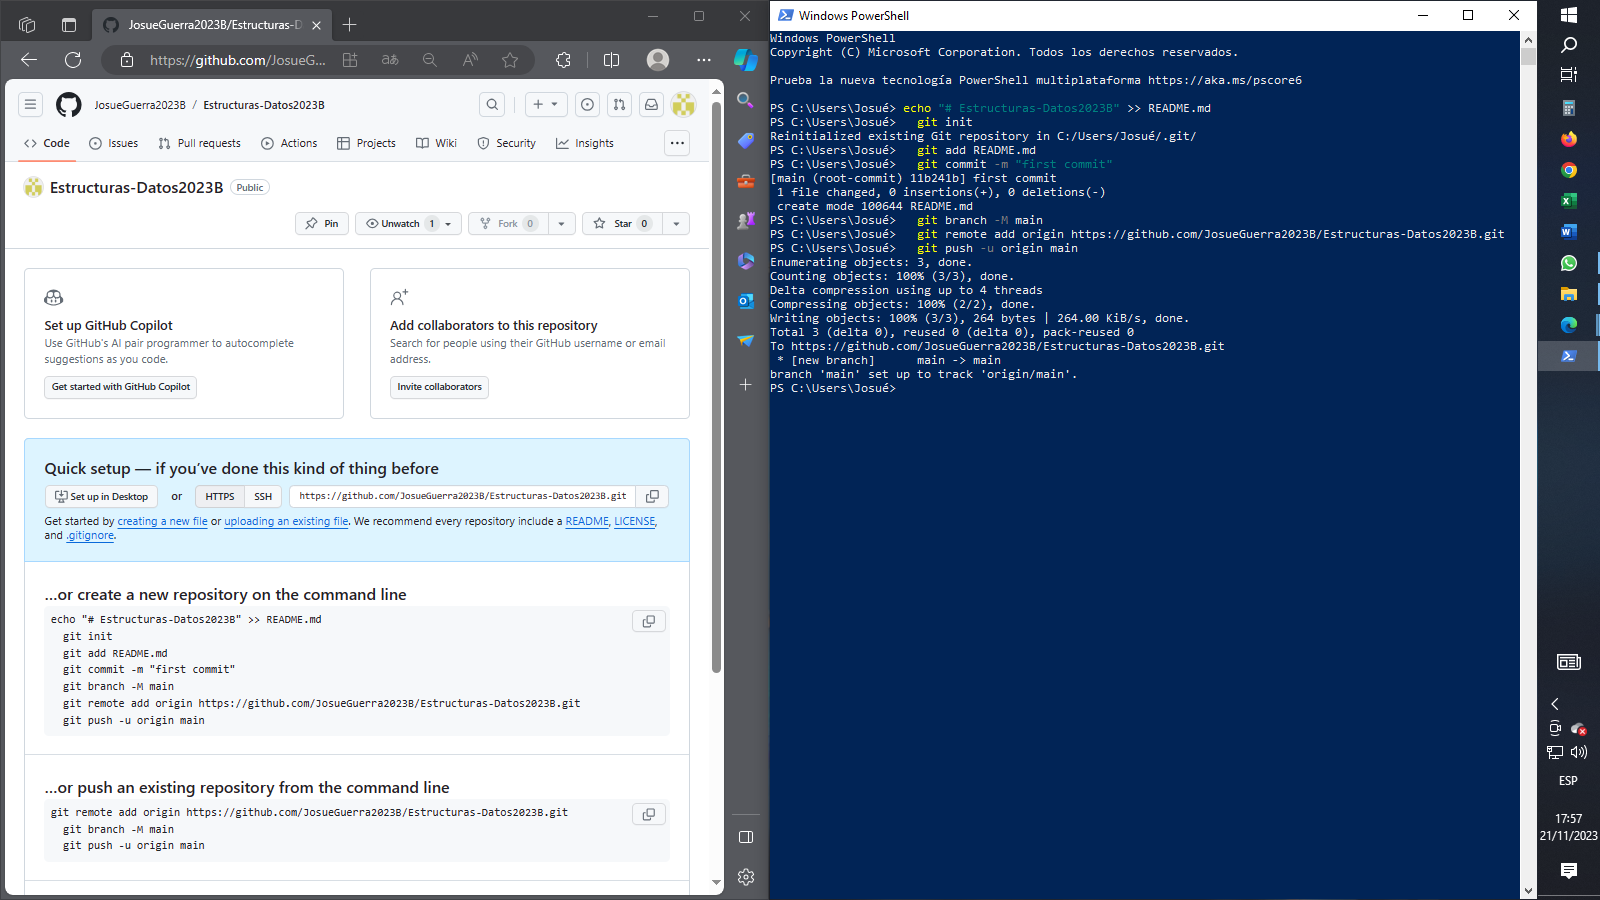 JosueGuerra2023B/Estructuras-D
https://github.com/JosueG...
JosueGuerra2023B / Estructuras-Datos2023B
Code
Issues
Pull requests
Actions
Projects
Wiki
Security
Insights
Estructuras-Datos2023B
Public
Pin
Unwatch 1
Fork 0
Star 0
Set up GitHub Copilot
Use GitHub's AI pair programmer to autocomplete
suggestions as you code.
Get started with GitHub Copilot
Add collaborators to this repository
Search for people using their GitHub username or email
address.
Invite collaborators
Quick setup — if you've done this kind of thing before
Set up in Desktop or HTTPS SSH https://github.com/JosueGuerra2023B/Estructuras-Datos2023B.git
Get started by creating a new file or uploading an existing file. We recommend every repository include a README, LICENSE,
and .gitignore.
...or create a new repository on the command line
echo "# Estructuras-Datos2023B" >> README.md
git init
git add README.md
git commit -m "first commit"
git branch -M main
git remote add origin https://github.com/JosueGuerra2023B/Estructuras-Datos2023B.git
git push -u origin main
...or push an existing repository from the command line
git remote add origin https://github.com/JosueGuerra2023B/Estructuras-Datos2023B.git
git branch -M main
git push -u origin main
Windows PowerShell
Windows PowerShell
Copyright (C) Microsoft Corporation. Todos los derechos reservados.
Prueba la nueva tecnología PowerShell multiplataforma https://aka.ms/pscore6
PS C:\Users\Josué> echo "# Estructuras-Datos2023B" >> README.md
PS C:\Users\Josué>   git init
Reinitialized existing Git repository in C:/Users/Josué/.git/
PS C:\Users\Josué>   git add README.md
PS C:\Users\Josué>   git commit -m "first commit"
[main (root-commit) 11b241b] first commit
1 file changed, 0 insertions(+), 0 deletions(-)
create mode 100644 README.md
PS C:\Users\Josué>   git branch -M main
PS C:\Users\Josué>   git remote add origin https://github.com/JosueGuerra2023B/Estructuras-Datos2023B.git
PS C:\Users\Josué>   git push -u origin main
Enumerating objects: 3, done.
Counting objects: 100% (3/3), done.
Delta compression using up to 4 threads
Compressing objects: 100% (2/2), done.
Writing objects: 100% (3/3), 264 bytes | 264.00 KiB/s, done.
Total 3 (delta 0), reused 0 (delta 0), pack-reused 0
To https://github.com/JosueGuerra2023B/Estructuras-Datos2023B.git
* [new branch]      main -> main
branch 'main' set up to track 'origin/main'.
PS C:\Users\Josué>
ESP
17:57
21/11/2023